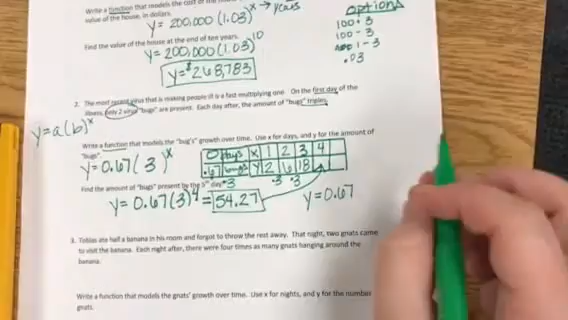 Write a function that models the cost of the
value of the house, in dollars.
y = 200,000 (1.03)^x → years
Find the value of the house at the end of ten years.
y = 200,000 (1.03)^10
y = $268,783
options
100 + 3
100 - 3
1 - 3
.03
2. The most recent virus that is making people ill is a fast multiplying one. On the first day of the
illness, only 2 virus "bugs" are present. Each day after, the amount of "bugs" triples.
y = a(b)^x
Write a function that models the "bug's" growth over time. Use x for days, and y for the amount of
"bugs"
y = 0.67(3)^x
0 days x 1 2 3 4
.67 bugs y 2 6 18
·3 ·3 ·3
Find the amount of "bugs" present by the 5th day.
y = 0.67(3)^4 = 54.27
y = 0.67
3. Tobias ate half a banana in his room and forgot to throw the rest away. That night, two gnats came
to visit the banana. Each night after, there were four times as many gnats hanging around the
banana.
Write a function that models the gnats' growth over time. Use x for nights, and y for the number
gnats.